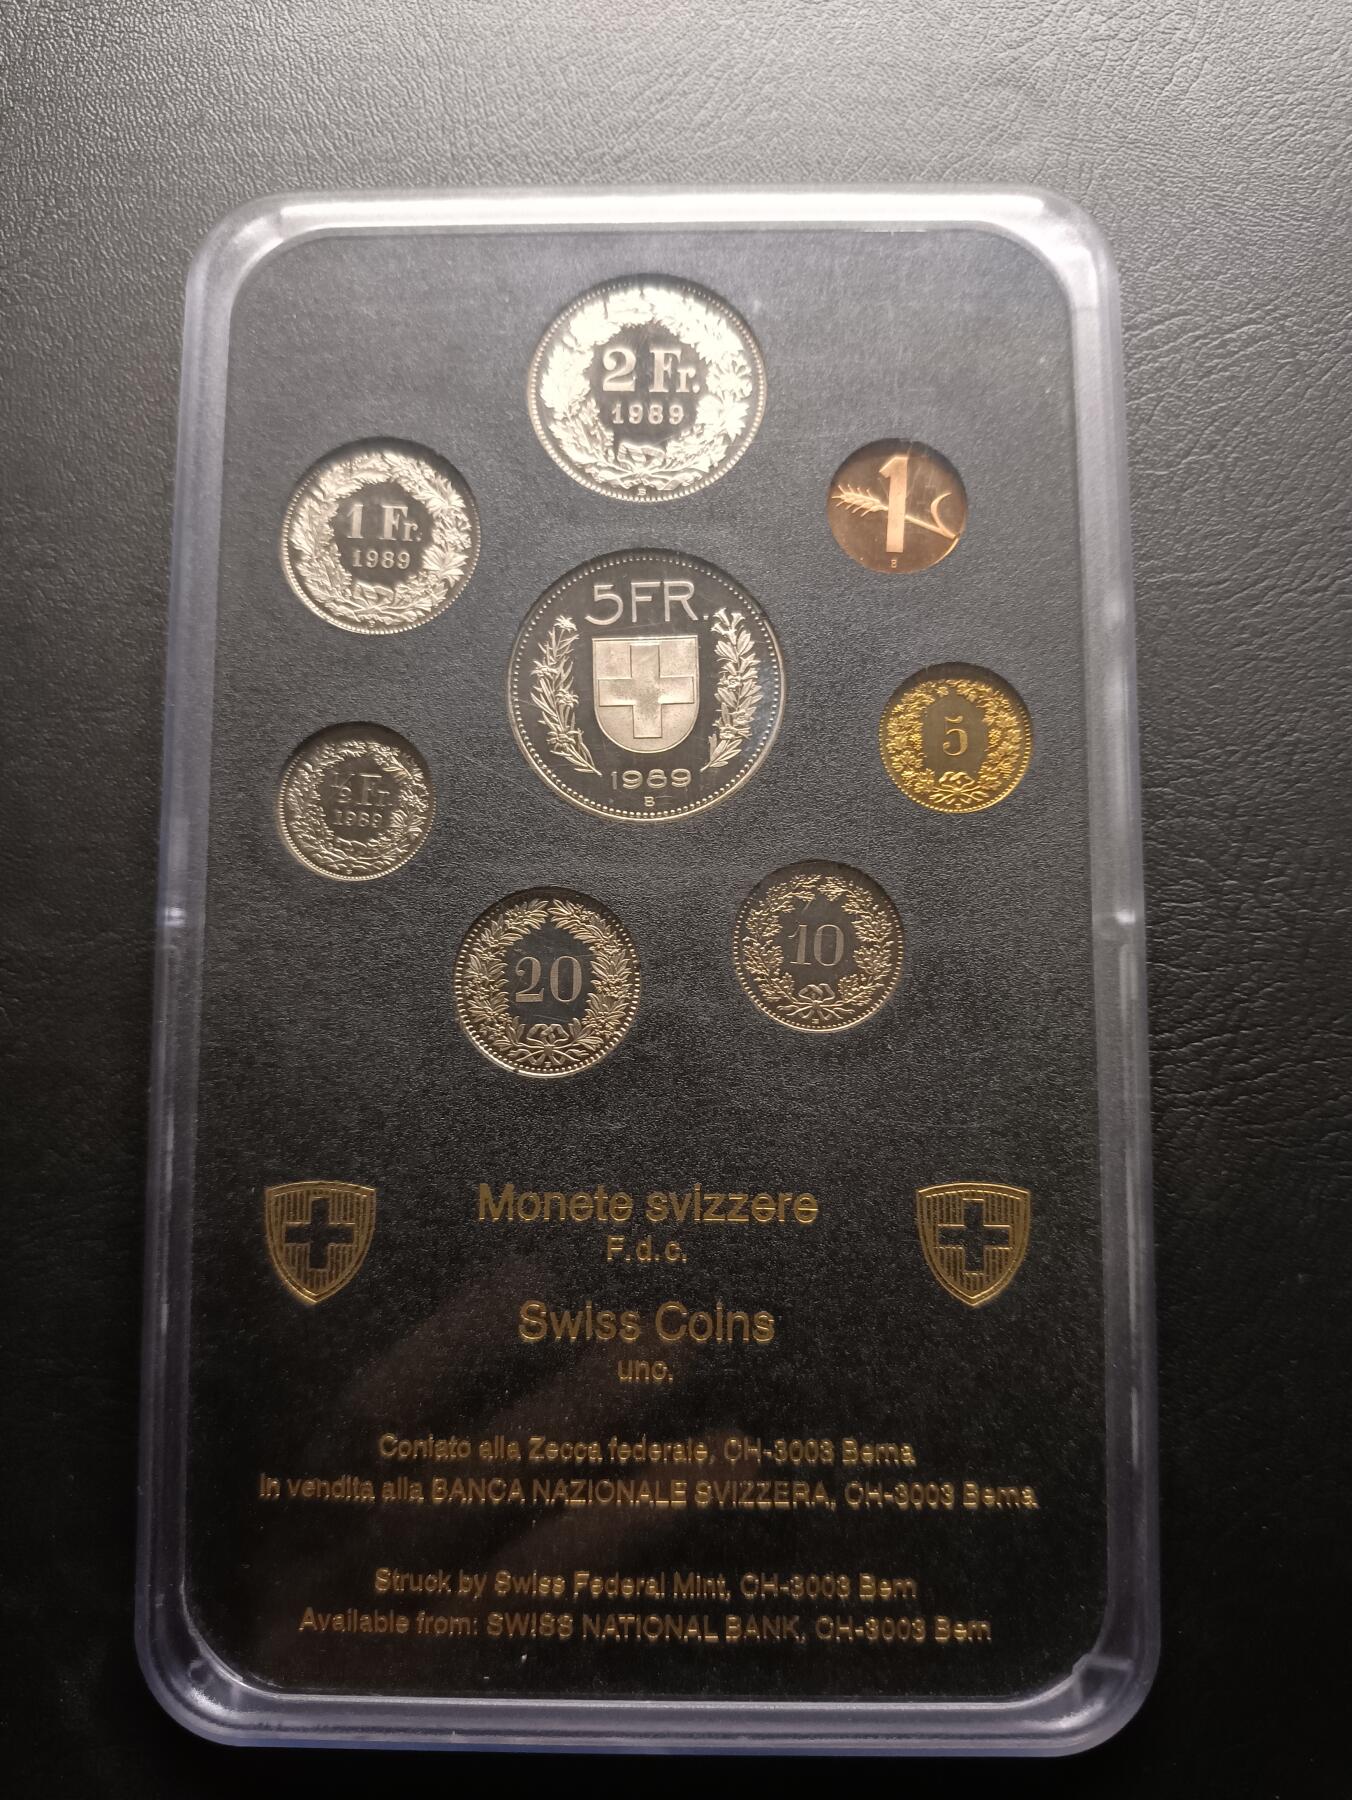 2 Fr.
1989
B
1 Fr.
1989
B
1
B
5FR.
1989
B
5
½ Fr.
1989
B
20
B
10
B
Monete svizzere
F.d.c.
Swiss Coins
unc.
Coniato alla Zecca federale, CH-3003 Berna
In vendita alla BANCA NAZIONALE SVIZZERA, CH-3003 Berna
Struck by Swiss Federal Mint, CH-3003 Bern
Available from: SWISS NATIONAL BANK, CH-3003 Bern